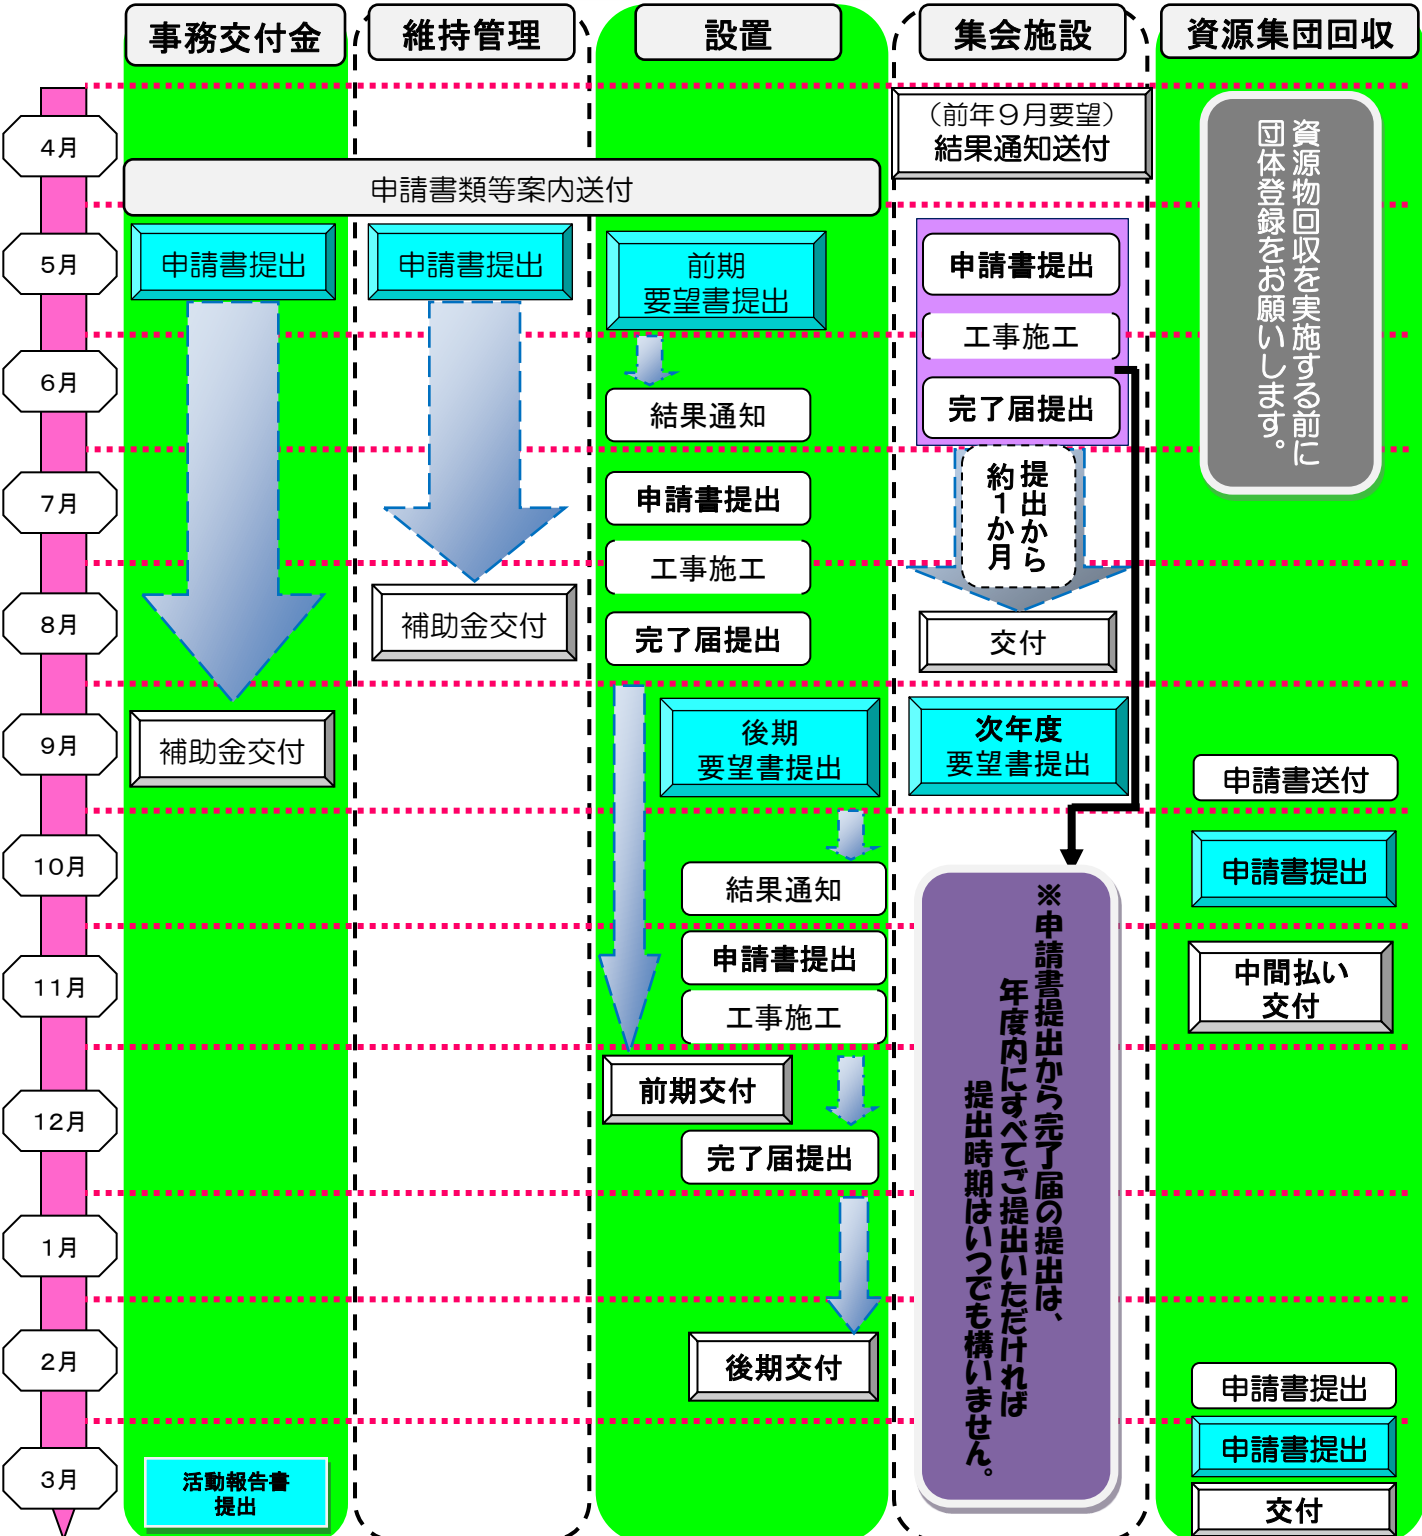 事務交付金
維持管理
設置
集会施設
資源集団回収
4月
5月
6月
7月
8月
9月
10月
11月
12月
1月
2月
3月
申請書類等案内送付
申請書提出
補助金交付
活動報告書
提出
申請書提出
補助金交付
前期
要望書提出
結果通知
申請書提出
工事施工
完了届提出
後期
要望書提出
結果通知
申請書提出
工事施工
前期交付
完了届提出
後期交付
（前年９月要望）
結果通知送付
申請書提出
工事施工
完了届提出
提出から
約１か月
交付
次年度
要望書提出
※申請書提出から完了届の提出は、
年度内にすべてご提出いただければ
提出時期はいつでも構いません。
資源物回収を実施する前に
団体登録をお願いします。
申請書送付
申請書提出
中間払い
交付
申請書提出
申請書提出
交付